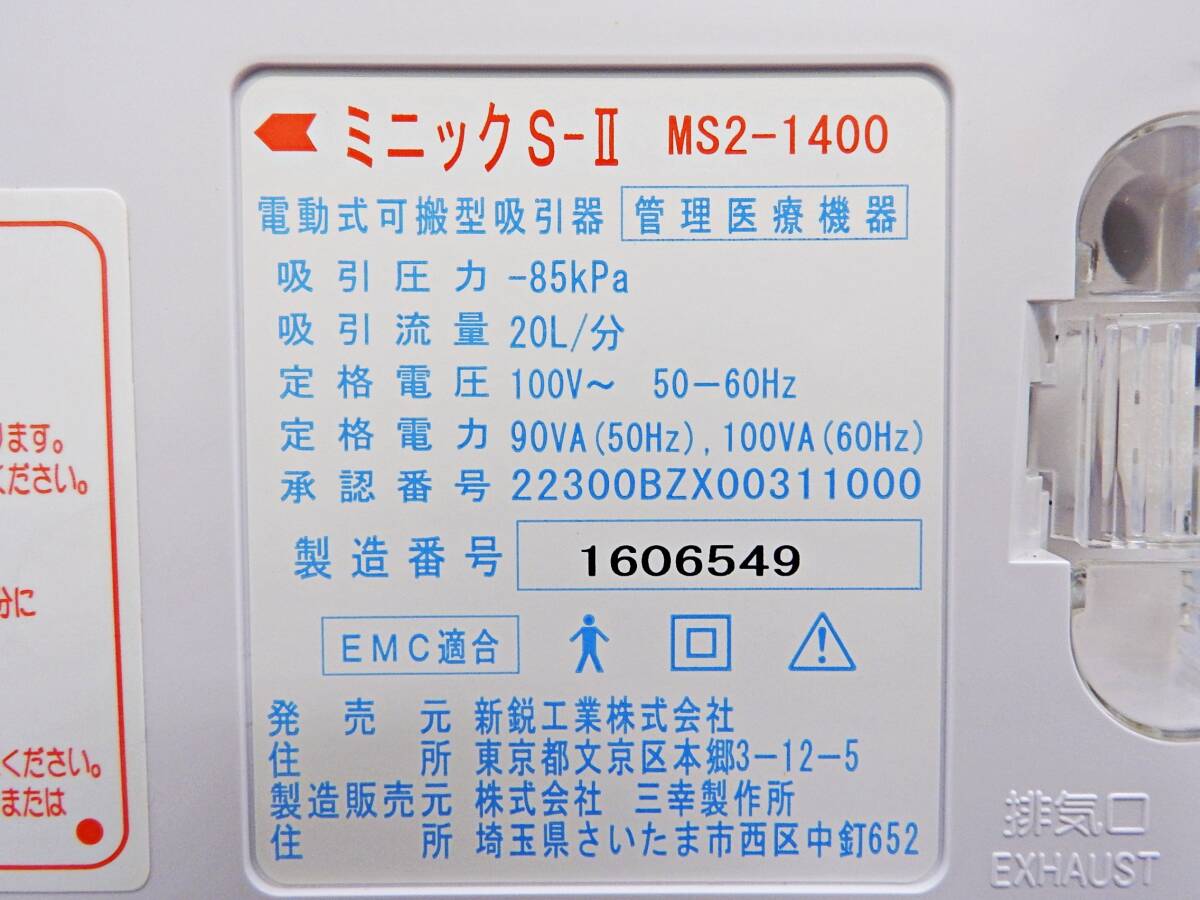 ミニックS-Ⅱ MS2-1400
電動式可搬型吸引器 管理医療機器
吸引圧力 -85kPa
吸引流量 20L/分
定格電圧 100V～ 50－60Hz
定格電力 90VA(50Hz),100VA(60Hz)
承認番号 22300BZX00311000
製造番号 1606549
EMC適合
発売元 新鋭工業株式会社
住所 東京都文京区本郷3-12-5
製造販売元 株式会社 三幸製作所
住所 埼玉県さいたま市西区中釘652
ります。
ください。
分に
ください。
または
排気口
EXHAUST